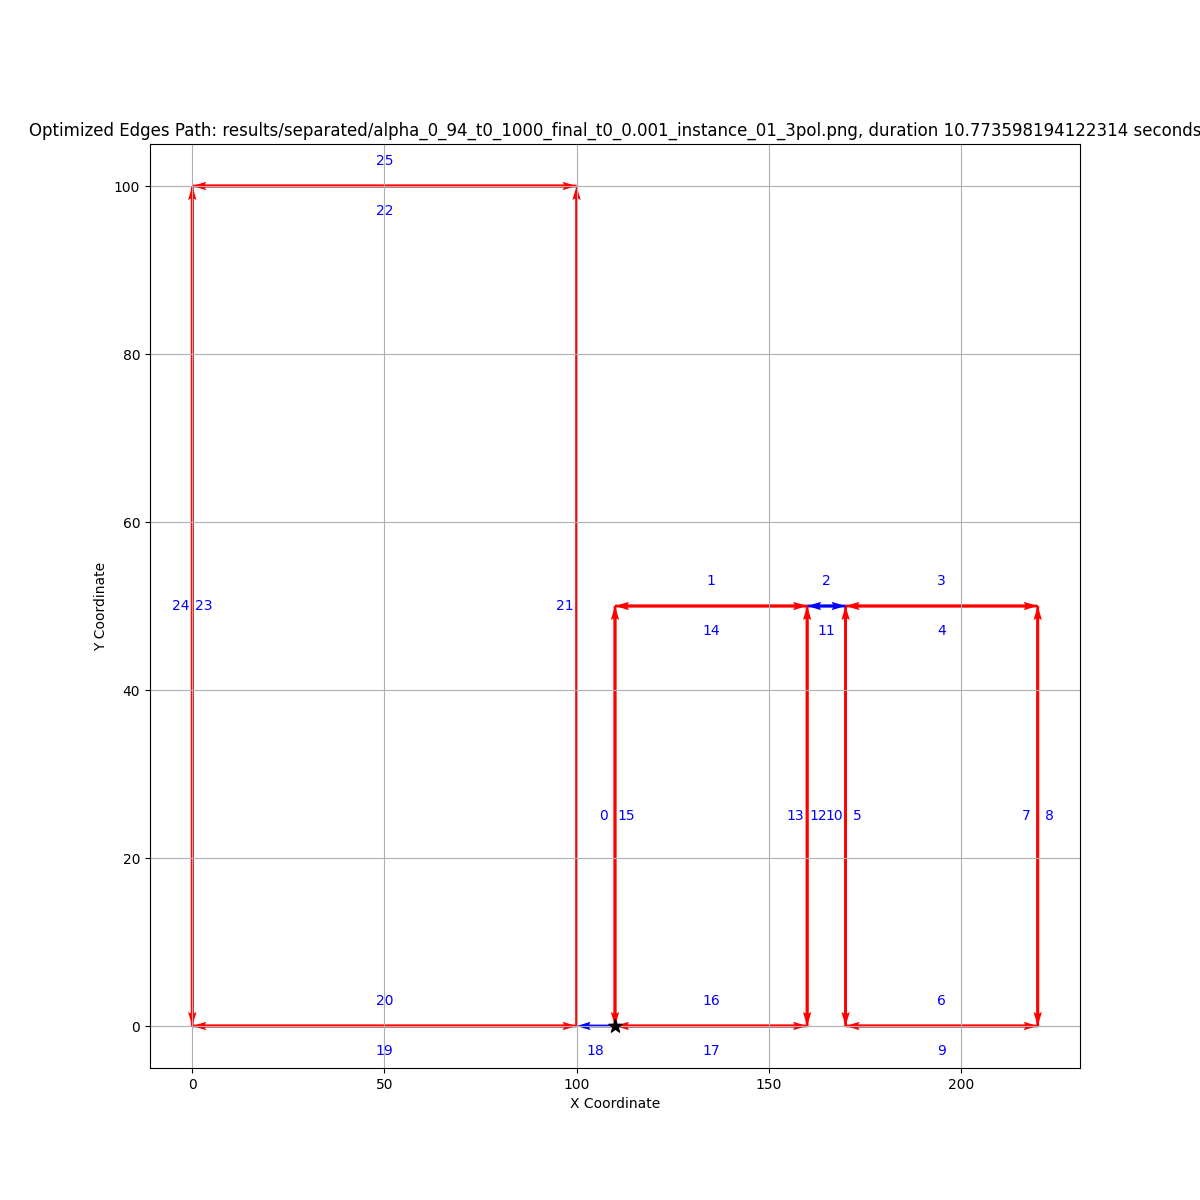 Optimized Edges Path: results/separated/alpha_0_94_t0_1000_final_t0_0.001_instance_01_3pol.png, duration 10.773598194122314 seconds
25
100
22
80
60
1 2 3
24 23 21
14 11 4
Y Coordinate
40
0 15 13 12 10 5 7 8
20
20 16 6
0
19 18 17 9
0 50 100 150 200
X Coordinate